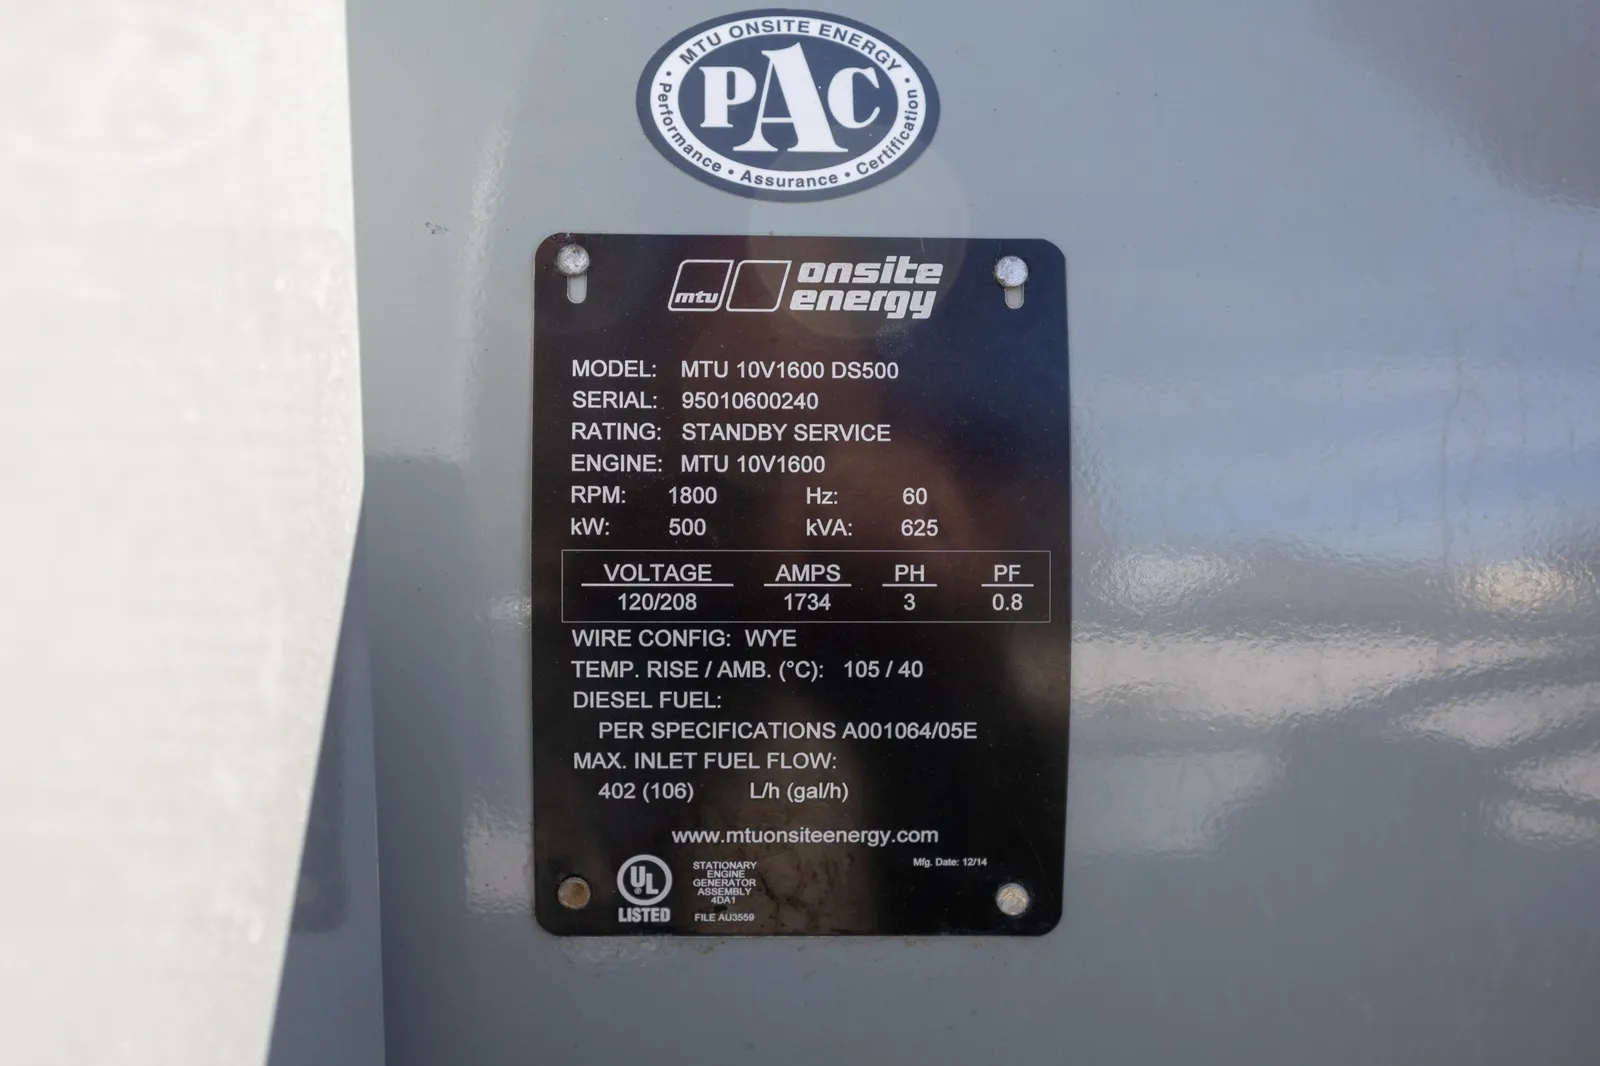 MTU ONSITE ENERGY
PAC
Performance • Assurance • Certification
mtu onsite
energy
MODEL: MTU 10V1600 DS500
SERIAL: 95010600240
RATING: STANDBY SERVICE
ENGINE: MTU 10V1600
RPM: 1800 Hz: 60
kW: 500 kVA: 625
VOLTAGE AMPS PH PF
120/208 1734 3 0.8
WIRE CONFIG: WYE
TEMP. RISE / AMB. (°C): 105 / 40
DIESEL FUEL:
PER SPECIFICATIONS A001064/05E
MAX. INLET FUEL FLOW:
402 (106) L/h (gal/h)
www.mtuonsiteenergy.com
Mfg. Date: 12/14
UL ®
LISTED
STATIONARY
ENGINE
GENERATOR
ASSEMBLY
4DA1
FILE AU3559